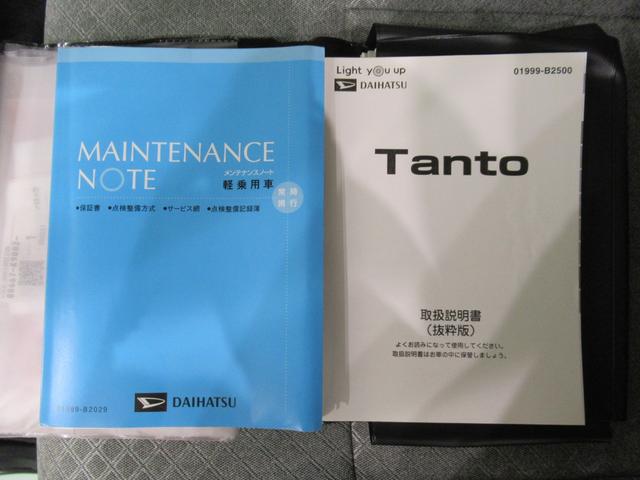 MAINTENANCE
NOTE
メンテナンスノート
軽乗用車
常時
携行
●保証書 ●点検整備方式 ●サービス網 ●点検整備記録簿
DAIHATSU
01999-B2029
Light you up
DAIHATSU
01999-B2500
Tanto
取扱説明書
(抜粋版)
よくお読みになって使用してください。
取扱説明書はお車の中に保管しましょう。